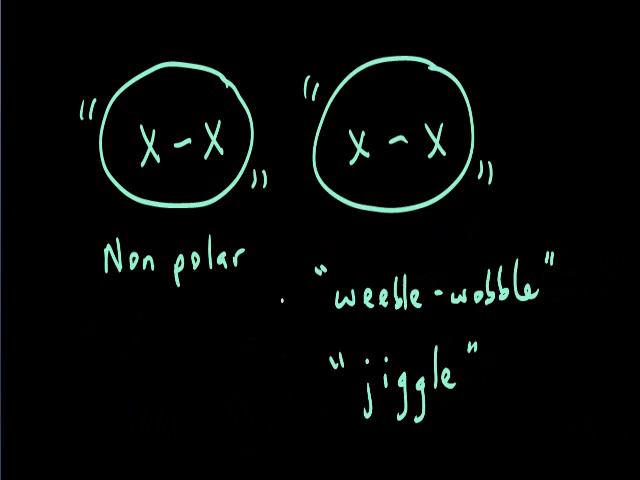 X - X
X - X
Non polar
"weeble-wobble"
"jiggle"